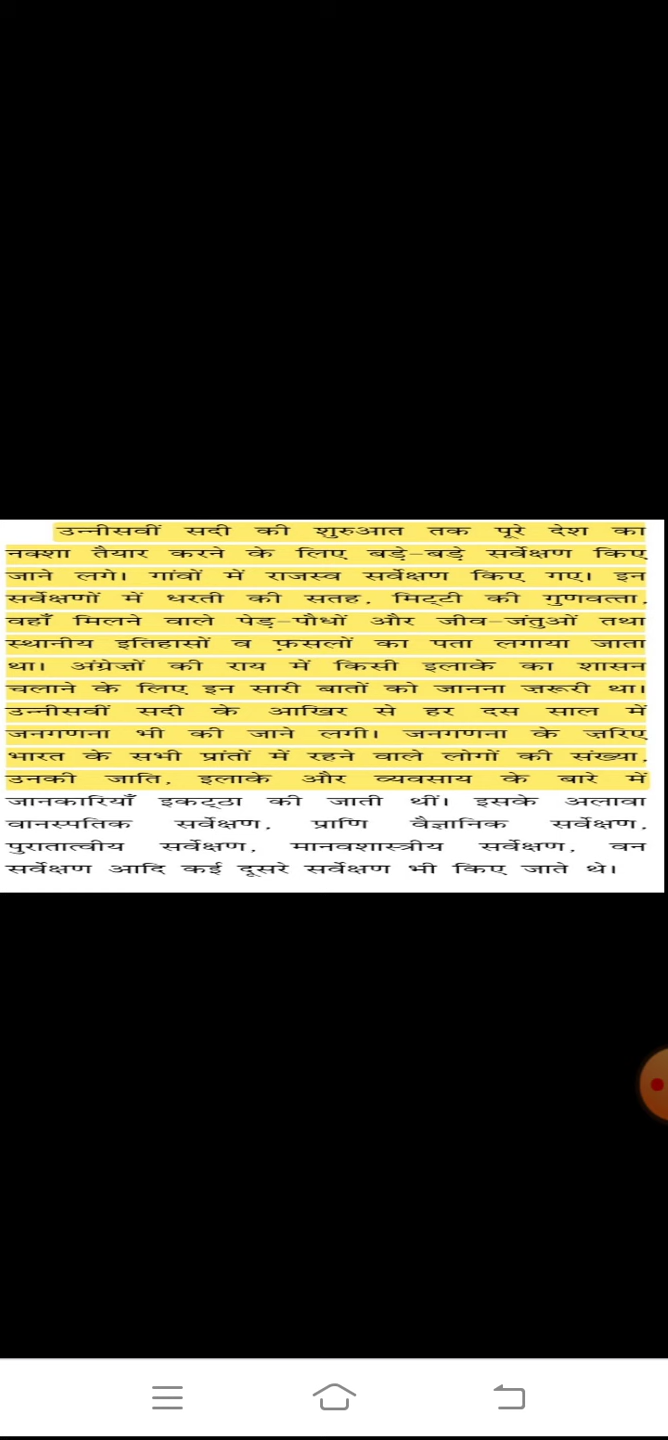 उन्नीसवीं सदी की शुरुआत तक पूरे देश का
नक्शा तैयार करने के लिए बड़े-बड़े सर्वेक्षण किए
जाने लगे। गांवों में राजस्व सर्वेक्षण किए गए। इन
सर्वेक्षणों में धरती की सतह, मिट्टी की गुणवत्ता,
वहाँ मिलने वाले पेड़-पौधों और जीव-जंतुओं तथा
स्थानीय इतिहासों व फ़सलों का पता लगाया जाता
था। अंग्रेज़ों की राय में किसी इलाके का शासन
चलाने के लिए इन सारी बातों को जानना ज़रूरी था।
उन्नीसवीं सदी के आखिर से हर दस साल में
जनगणना भी की जाने लगी। जनगणना के ज़रिए
भारत के सभी प्रांतों में रहने वाले लोगों की संख्या,
उनकी जाति, इलाके और व्यवसाय के बारे में
जानकारियाँ इकट्ठा की जाती थीं। इसके अलावा
वानस्पतिक सर्वेक्षण, प्राणि वैज्ञानिक सर्वेक्षण,
पुरातात्वीय सर्वेक्षण, मानवशास्त्रीय सर्वेक्षण, वन
सर्वेक्षण आदि कई दूसरे सर्वेक्षण भी किए जाते थे।